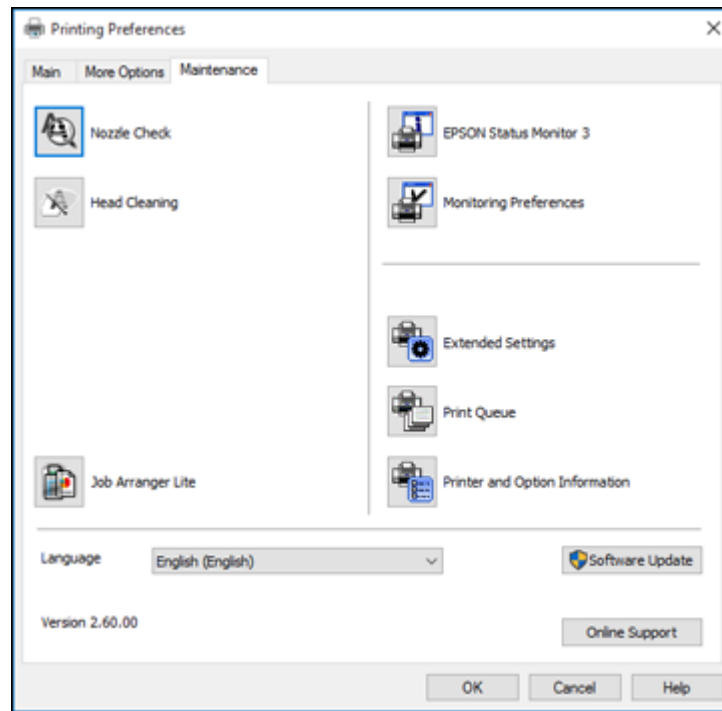 Printing Preferences
Main
More Options
Maintenance
Nozzle Check
Head Cleaning
Job Arranger Lite
EPSON Status Monitor 3
Monitoring Preferences
Extended Settings
Print Queue
Printer and Option Information
Language
English (English)
Software Update
Version 2.60.00
Online Support
OK
Cancel
Help